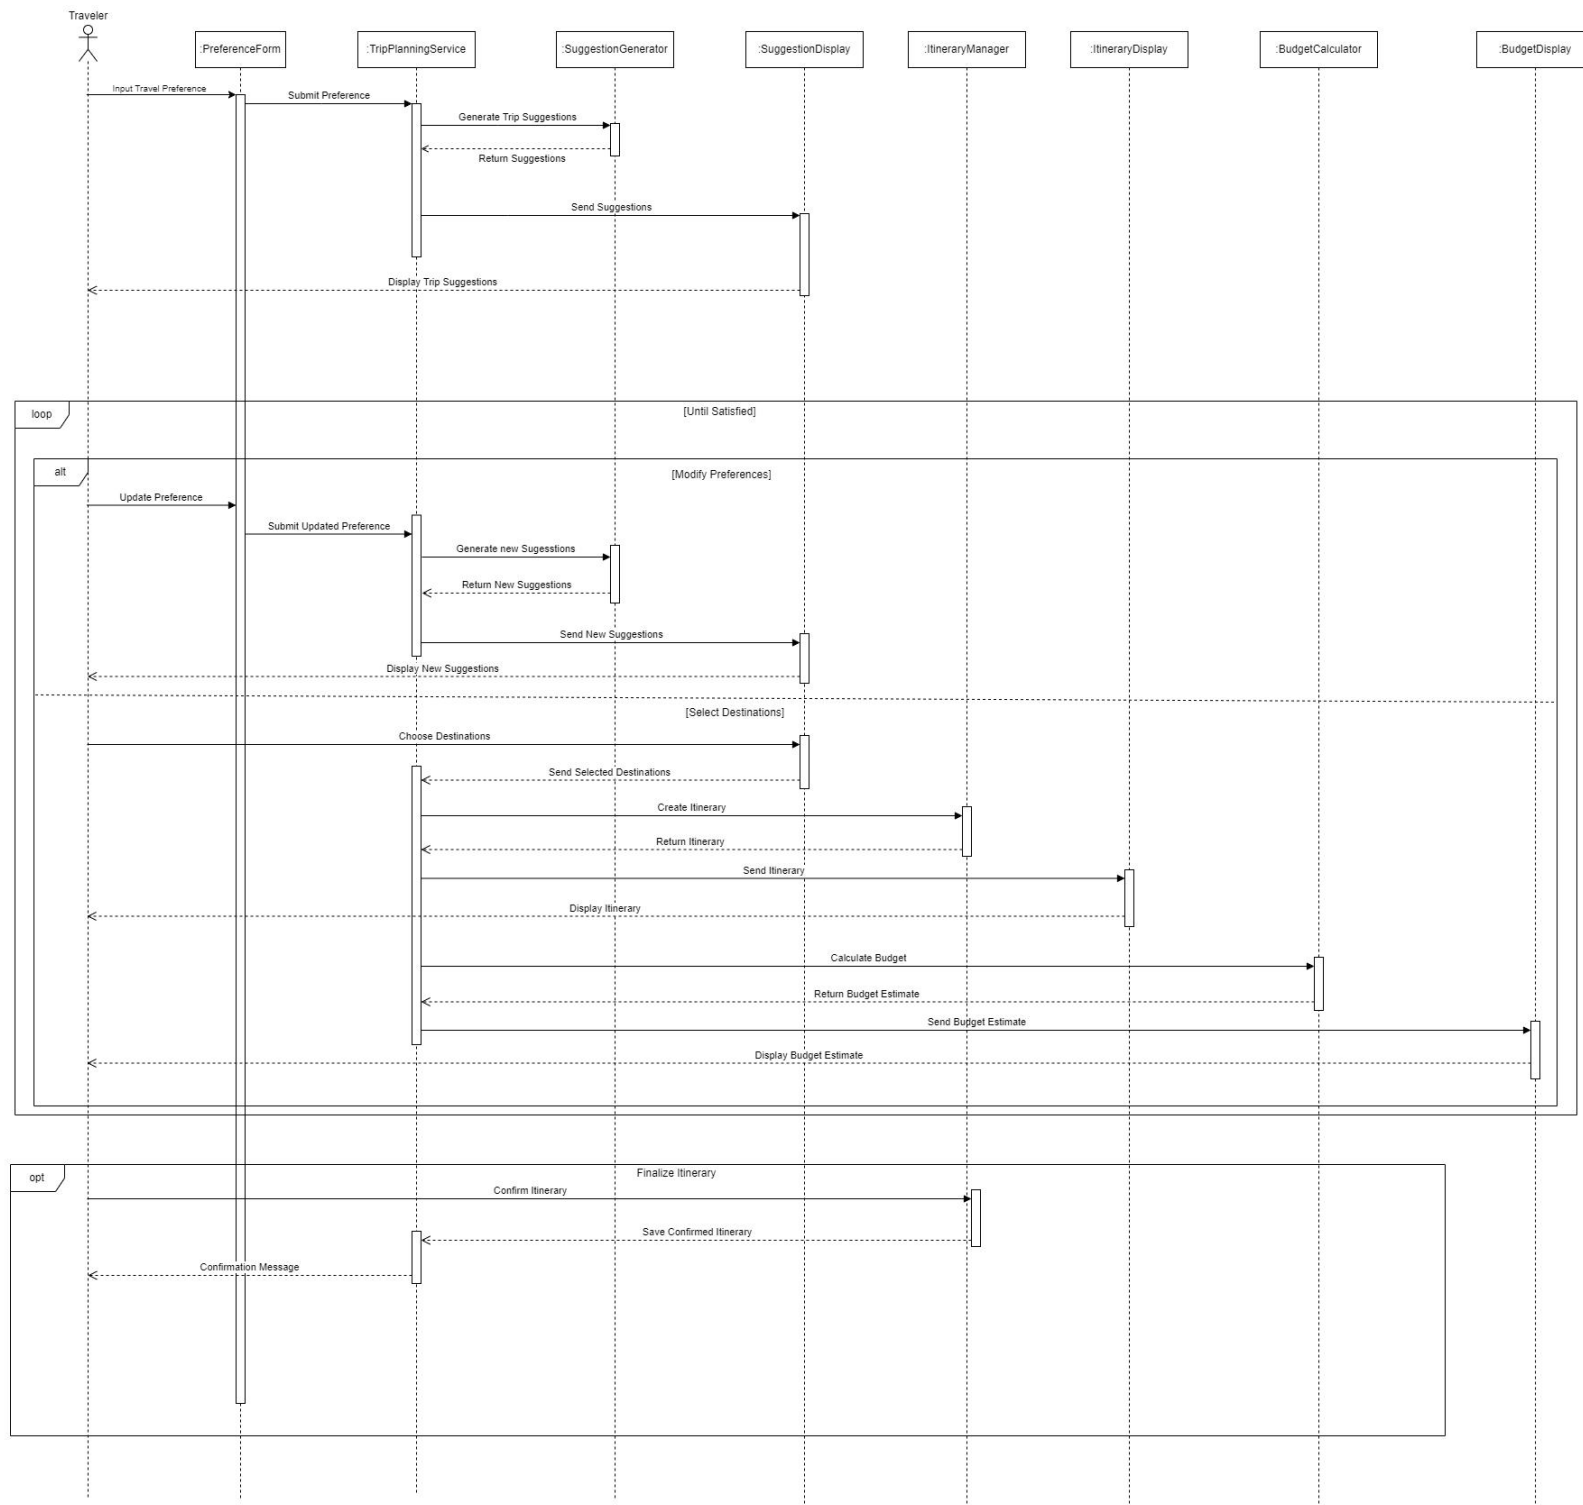 Traveler
:PreferenceForm
:TripPlanningService
:SuggestionGenerator
:SuggestionDisplay
:ItineraryManager
:ItineraryDisplay
:BudgetCalculator
:BudgetDisplay
Input Travel Preference
Submit Preference
Generate Trip Suggestions
Return Suggestions
Send Suggestions
Display Trip Suggestions
loop
[Until Satisfied]
alt
[Modify Preferences]
Update Preference
Submit Updated Preference
Generate new Sugesstions
Return New Suggestions
Send New Suggestions
Display New Suggestions
[Select Destinations]
Choose Destinations
Send Selected Destinations
Create Itinerary
Return Itinerary
Send Itinerary
Display Itinerary
Calculate Budget
Return Budget Estimate
Send Budget Estimate
Display Budget Estimate
opt
Finalize Itinerary
Confirm Itinerary
Save Confirmed Itinerary
Confirmation Message